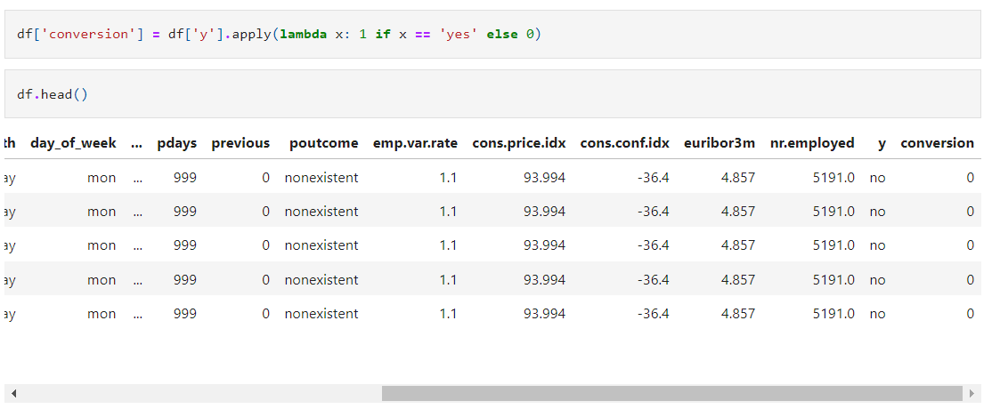 df['conversion'] = df['y'].apply(lambda x: 1 if x == 'yes' else 0)
df.head()
th day_of_week ... pdays previous poutcome emp.var.rate cons.price.idx cons.conf.idx euribor3m nr.employed y conversion
ay mon ... 999 0 nonexistent 1.1 93.994 -36.4 4.857 5191.0 no 0
ay mon ... 999 0 nonexistent 1.1 93.994 -36.4 4.857 5191.0 no 0
ay mon ... 999 0 nonexistent 1.1 93.994 -36.4 4.857 5191.0 no 0
ay mon ... 999 0 nonexistent 1.1 93.994 -36.4 4.857 5191.0 no 0
ay mon ... 999 0 nonexistent 1.1 93.994 -36.4 4.857 5191.0 no 0